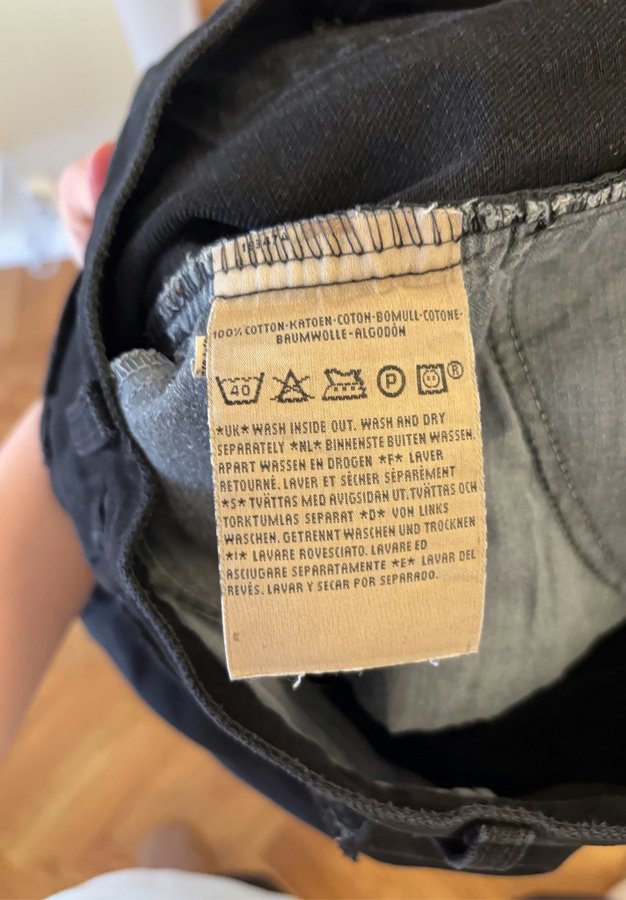 100% COTTON·KATOEN·COTON·BOMULL·COTONE·
BAUMWOLLE·ALGODÓN
40 P ®
*UK* WASH INSIDE OUT. WASH AND DRY
SEPARATELY *NL* BINNENSTE BUITEN WASSEN.
APART WASSEN EN DROGEN *F* LAVER
RETOURNÉ. LAVER ET SÈCHER SÈPARÈMENT
*S* TVÄTTAS MED AVIGSIDAN UT. TVÄTTAS OCH
TORKTUMLAS SEPARAT *D* VON LINKS
WASCHEN. GETRENNT WASCHEN UND TROCKNEN
*I* LAVARE ROVESCIATO. LAVARE ED
ASCIUGARE SEPARATAMENTE *E* LAVAR DEL
REVÉS. LAVAR Y SECAR POR SEPARADO.